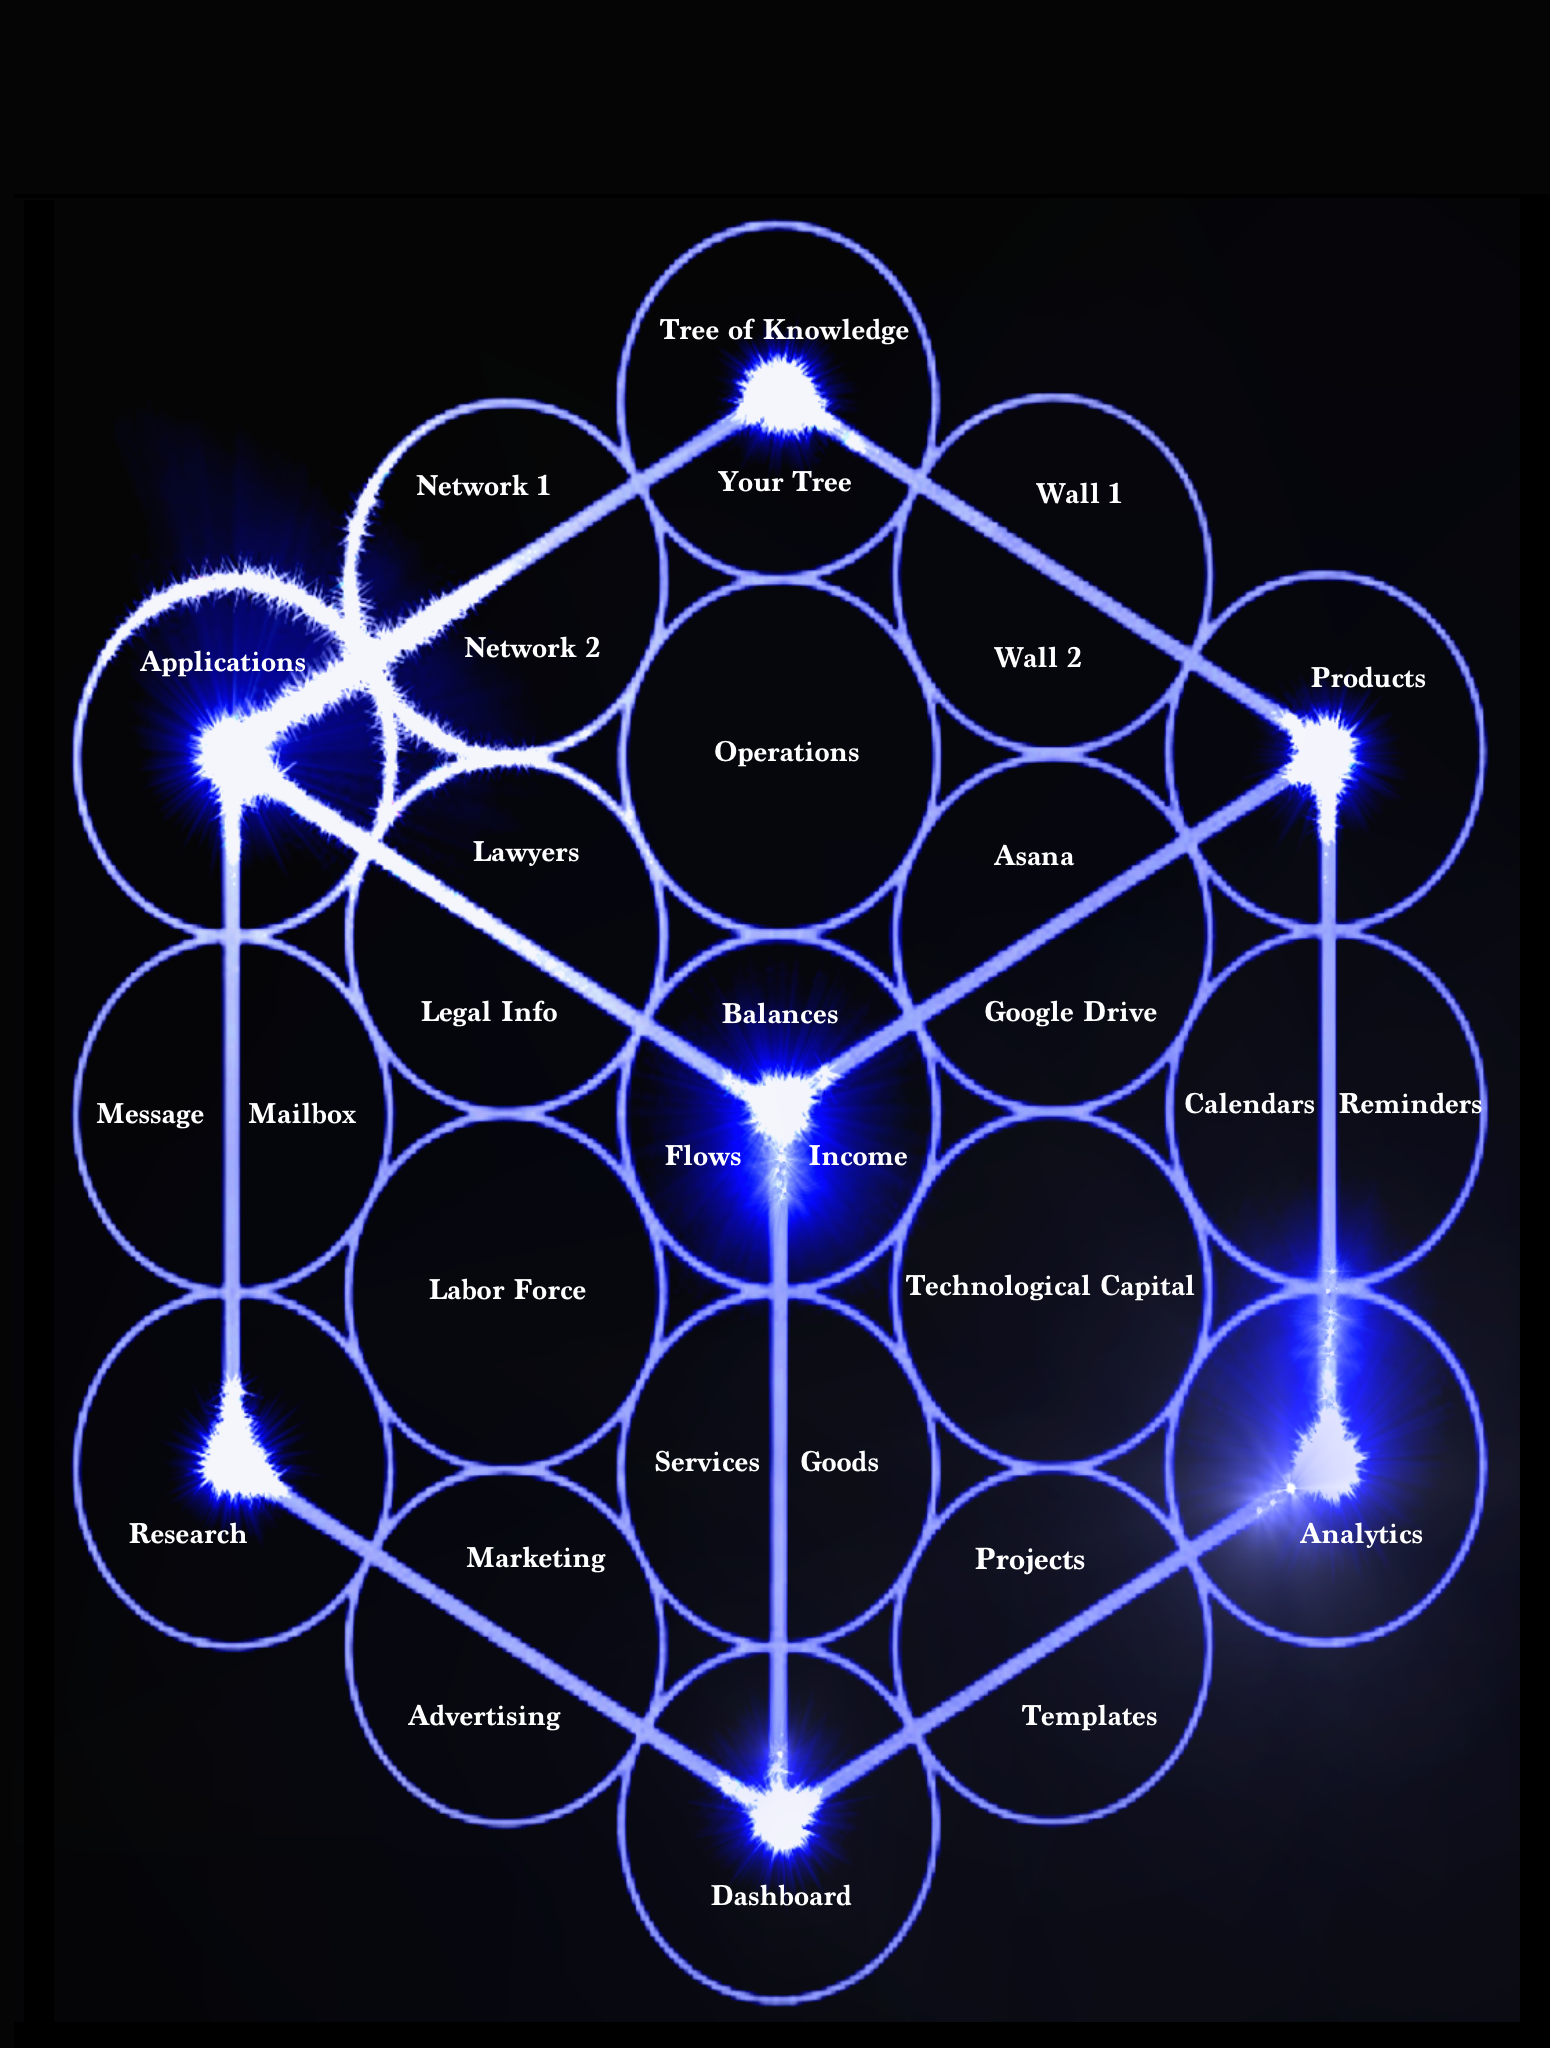 Tree of Knowledge
Your Tree
Network 1
Wall 1
Network 2
Wall 2
Applications
Products
Operations
Lawyers
Asana
Legal Info
Balances
Google Drive
Message
Mailbox
Calendars
Reminders
Flows
Income
Labor Force
Technological Capital
Services
Goods
Research
Analytics
Marketing
Projects
Advertising
Templates
Dashboard